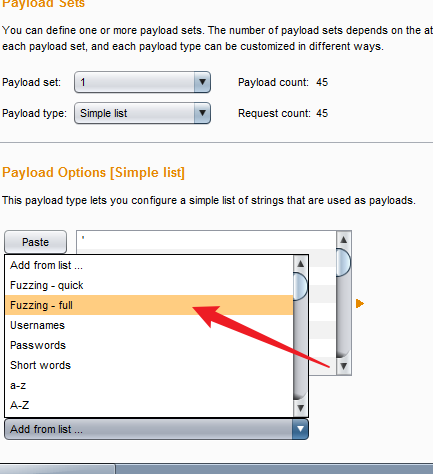 Payload Sets
You can define one or more payload sets. The number of payload sets depends on the at
each payload set, and each payload type can be customized in different ways.
Payload set: 1 Payload count: 45
Payload type: Simple list Request count: 45
Payload Options [Simple list]
This payload type lets you configure a simple list of strings that are used as payloads.
Paste '
Add from list ...
Fuzzing - quick
Fuzzing - full
Usernames
Passwords
Short words
a-z
A-Z
Add from list ...